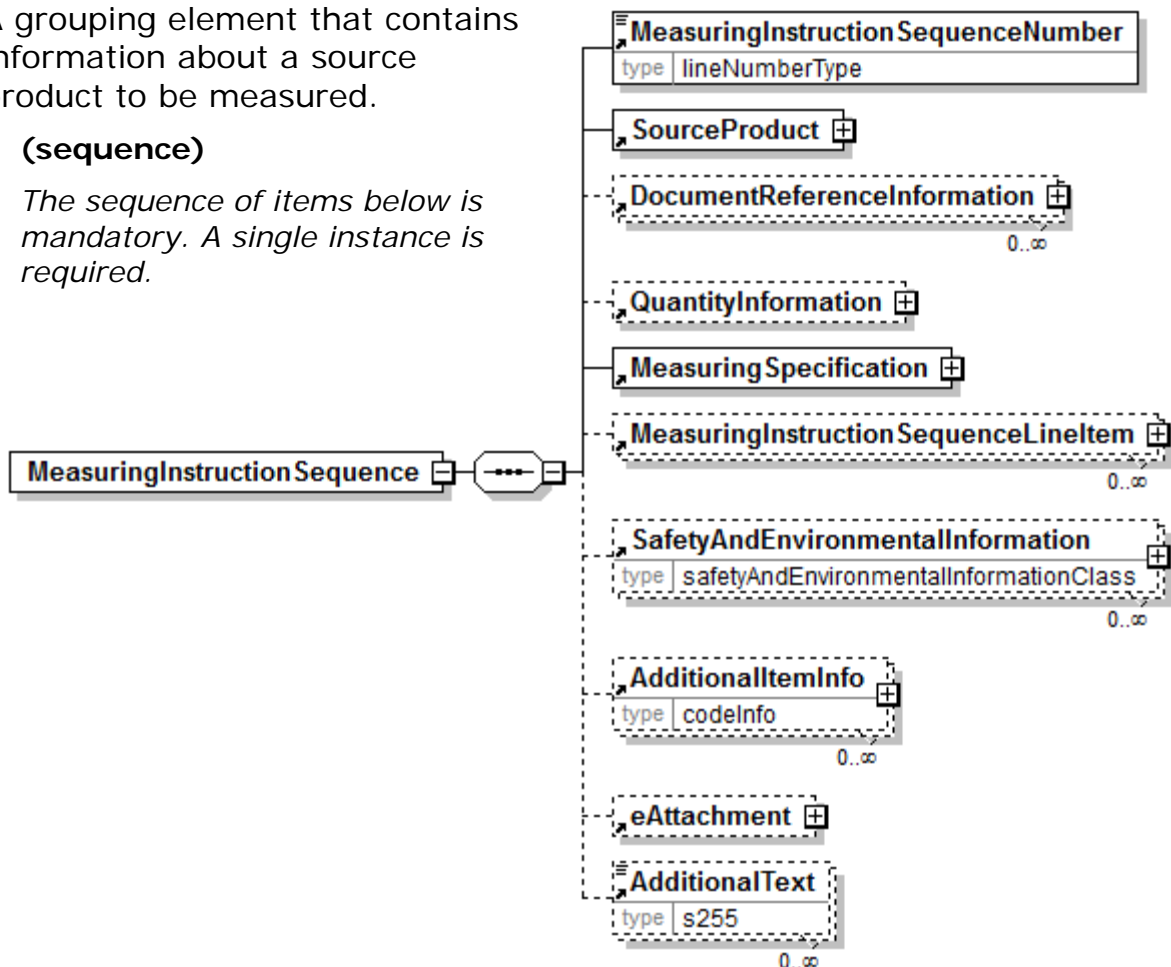 A grouping element that contains
information about a source
product to be measured.
(sequence)
The sequence of items below is
mandatory. A single instance is
required.
MeasuringInstructionSequence
MeasuringInstructionSequenceNumber
type lineNumberType
SourceProduct
DocumentReferenceInformation
0..∞
QuantityInformation
MeasuringSpecification
MeasuringInstructionSequenceLineItem
0..∞
SafetyAndEnvironmentalInformation
type safetyAndEnvironmentalInformationClass
0..∞
AdditionalItemInfo
type codeInfo
0..∞
eAttachment
AdditionalText
type s255
0..∞